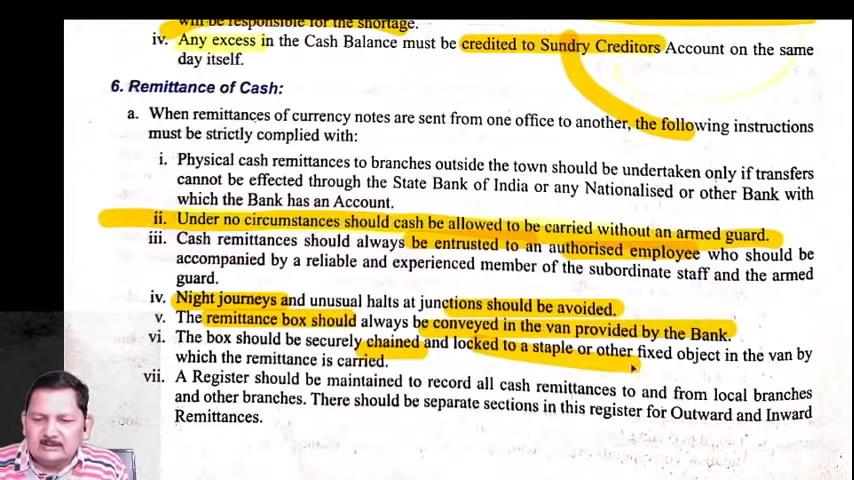 will be responsible for the shortage.
iv. Any excess in the Cash Balance must be credited to Sundry Creditors Account on the same
day itself.
6. Remittance of Cash:
a. When remittances of currency notes are sent from one office to another, the following instructions
must be strictly complied with:
i. Physical cash remittances to branches outside the town should be undertaken only if transfers
cannot be effected through the State Bank of India or any Nationalised or other Bank with
which the Bank has an Account.
ii. Under no circumstances should cash be allowed to be carried without an armed guard.
iii. Cash remittances should always be entrusted to an authorised employee who should be
accompanied by a reliable and experienced member of the subordinate staff and the armed
guard.
iv. Night journeys and unusual halts at junctions should be avoided.
v. The remittance box should always be conveyed in the van provided by the Bank.
vi. The box should be securely chained and locked to a staple or other fixed object in the van by
which the remittance is carried.
vii. A Register should be maintained to record all cash remittances to and from local branches
and other branches. There should be separate sections in this register for Outward and Inward
Remittances.